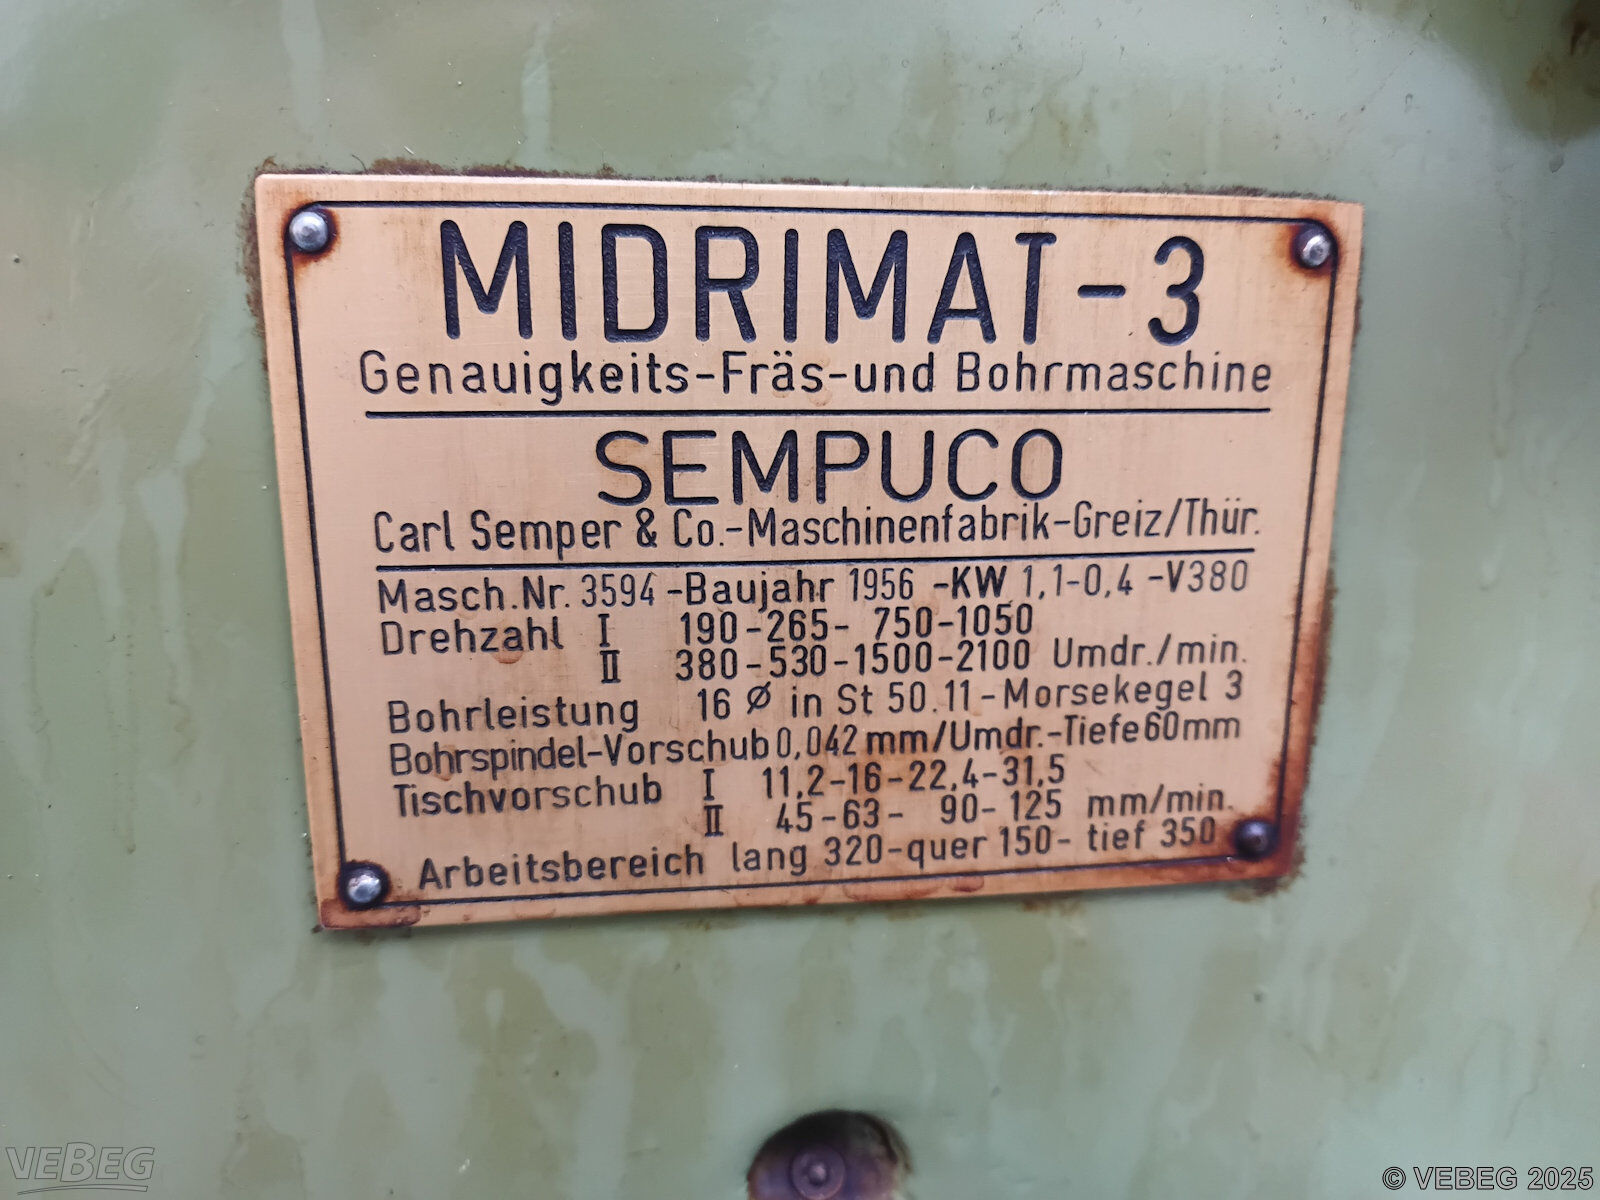 MIDRIMAT-3
Genauigkeits-Fräs-und Bohrmaschine
SEMPUCO
Carl Semper & Co.-Maschinenfabrik-Greiz/Thür.
Masch.Nr. 3594 -Baujahr 1956 -KW 1,1-0,4 -V380
Drehzahl I 190-265- 750-1050
II 380-530-1500-2100 Umdr./min.
Bohrleistung 16 ⌀ in St 50.11-Morsekegel 3
Bohrspindel-Vorschub 0,042 mm/Umdr.-Tiefe 60mm
Tischvorschub I 11,2-16-22,4-31,5
II 45-63- 90-125 mm/min.
Arbeitsbereich lang 320-quer 150- tief 350
VEBEG
© VEBEG 2025